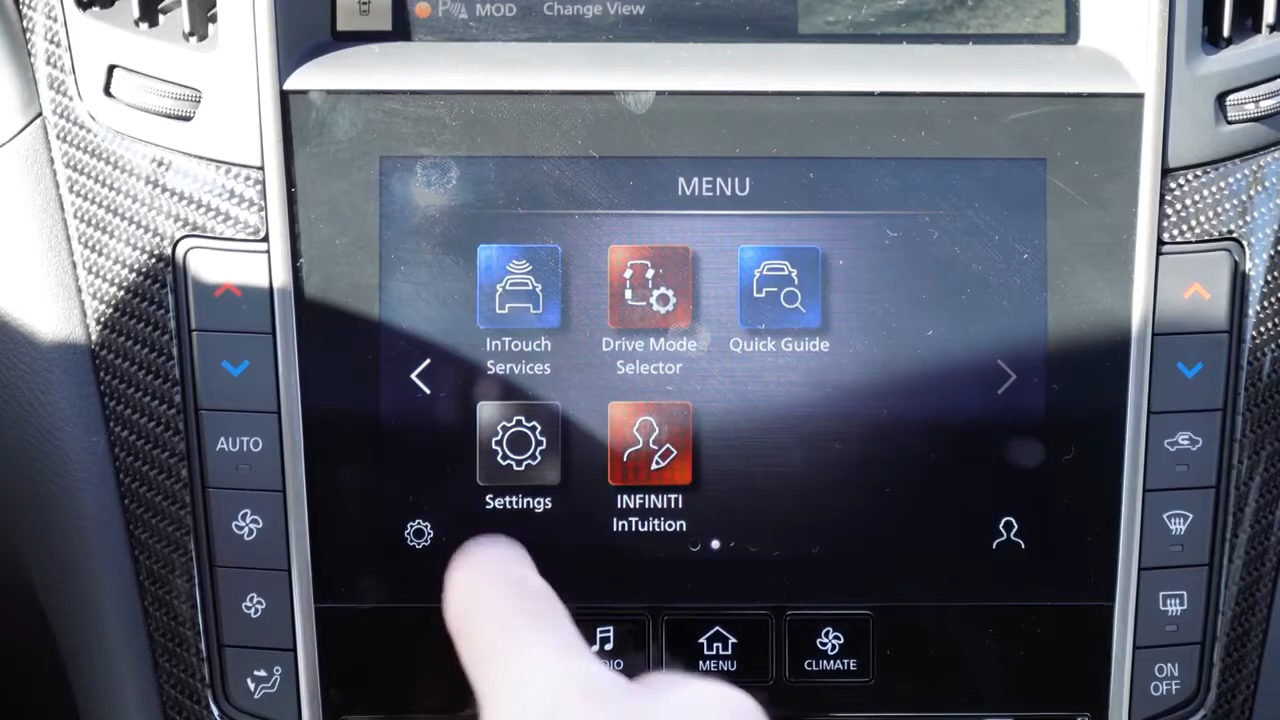 P MOD Change View
MENU
InTouch
Services
Drive Mode
Selector
Quick Guide
Settings
INFINITI
InTuition
AUTO
MENU
CLIMATE
ON
OFF